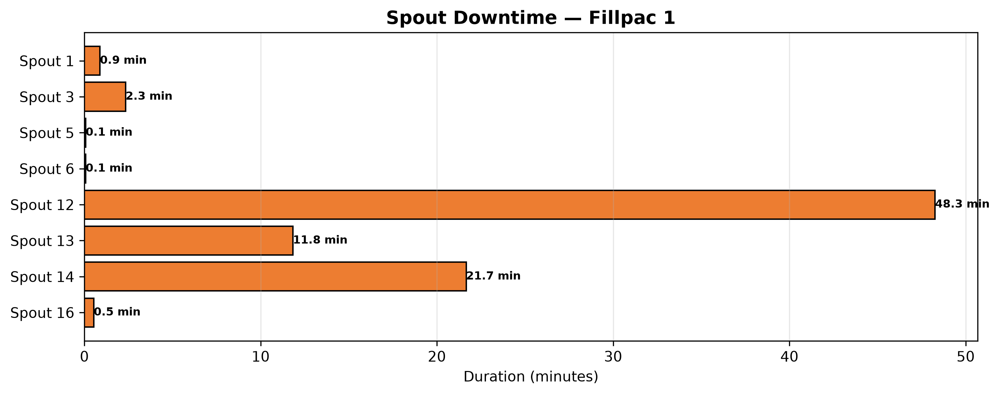 Spout Downtime — Fillpac 1
Spout 1 0.9 min
Spout 3 2.3 min
Spout 5 0.1 min
Spout 6 0.1 min
Spout 12 48.3 min
Spout 13 11.8 min
Spout 14 21.7 min
Spout 16 0.5 min
0 10 20 30 40 50
Duration (minutes)